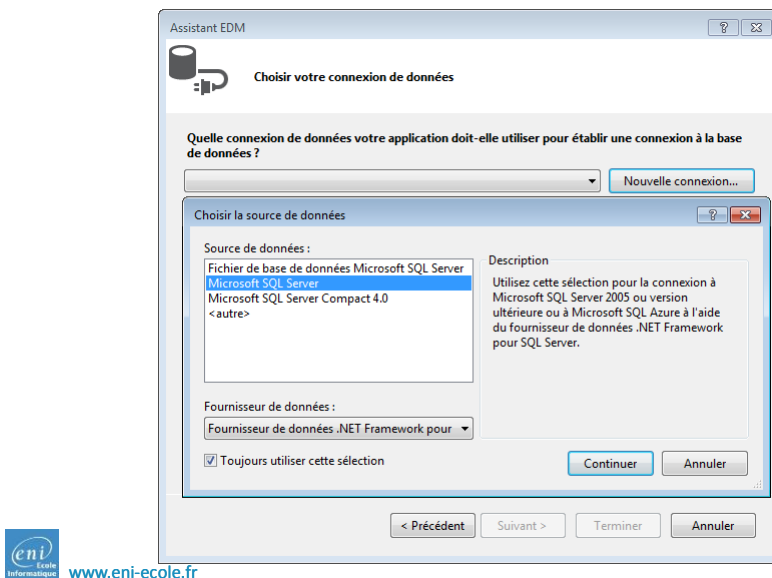 Assistant EDM
Choisir votre connexion de données
Quelle connexion de données votre application doit-elle utiliser pour établir une connexion à la base
de données ?
Nouvelle connexion...
Choisir la source de données
Source de données :
Fichier de base de données Microsoft SQL Server
Microsoft SQL Server
Microsoft SQL Server Compact 4.0
<autre>
Description
Utilisez cette sélection pour la connexion à
Microsoft SQL Server 2005 ou version
ultérieure ou à Microsoft SQL Azure à l'aide
du fournisseur de données .NET Framework
pour SQL Server.
Fournisseur de données :
Fournisseur de données .NET Framework pour
Toujours utiliser cette sélection
Continuer
Annuler
< Précédent
Suivant >
Terminer
Annuler
eni
Ecole
Informatique
www.eni-ecole.fr